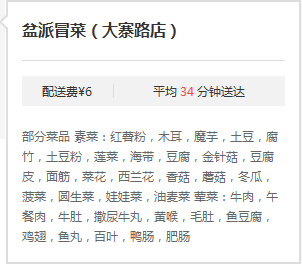 盆派冒菜（大寨路店）
配送费¥6 平均 34 分钟送达
部分菜品 素菜：红薯粉，木耳，魔芋，土豆，腐
竹，土豆粉，莲菜，海带，豆腐，金针菇，豆腐
皮，面筋，菜花，西兰花，香菇，蘑菇，冬瓜，
菠菜，圆生菜，娃娃菜，油麦菜 荤菜：牛肉，午
餐肉，牛肚，撒尿牛丸，黄喉，毛肚，鱼豆腐，
鸡翅，鱼丸，百叶，鸭肠，肥肠